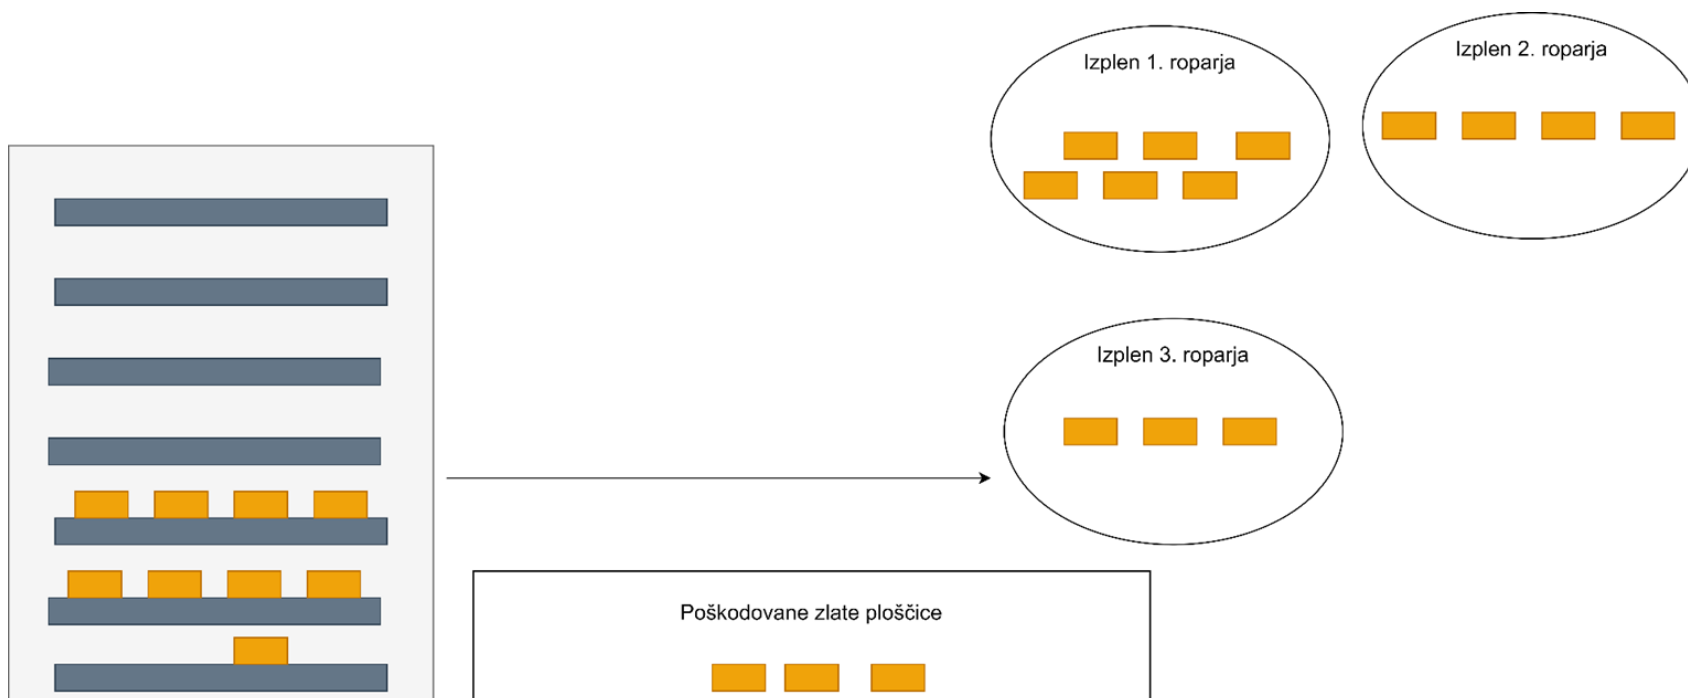 Izplen 1. roparja
Izplen 2. roparja
Izplen 3. roparja
Poškodovane zlate ploščice